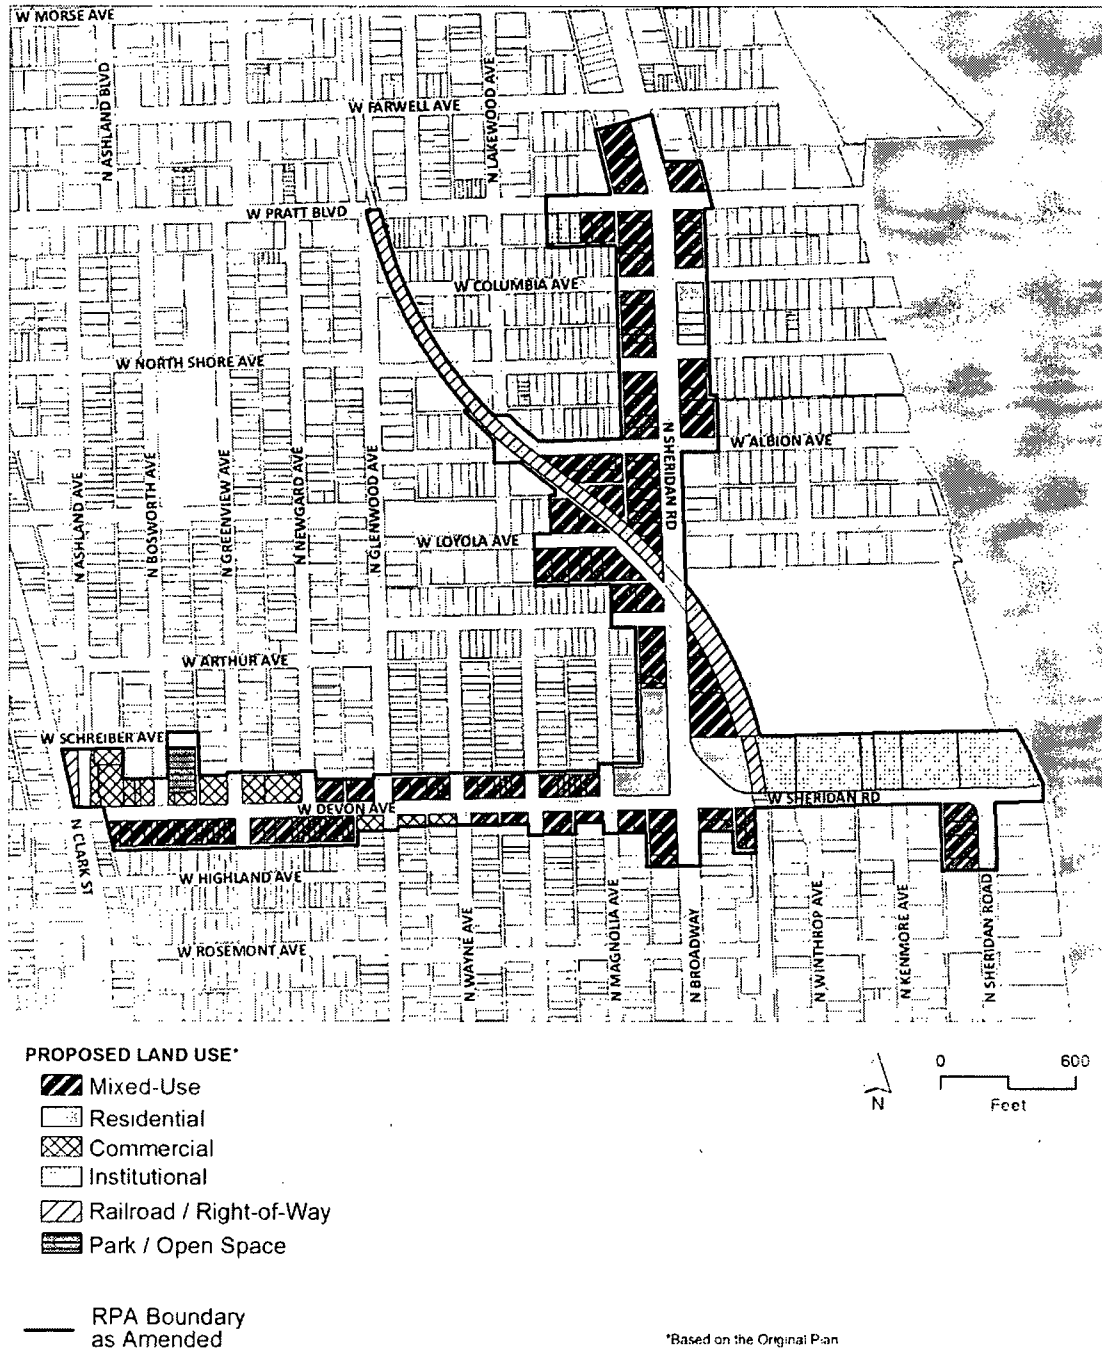 W MORSE AVE
N ASHLAND BLVD
W FARWELL AVE
N LAKEWOOD AVE
W PRATT BLVD
W COLUMBIA AVE
W NORTH SHORE AVE
N SHERIDAN RD
W ALBION AVE
N ASHLAND AVE
N BOSWORTH AVE
N GREENVIEW AVE
N NEWGARD AVE
N GLENWOOD AVE
W LOYOLA AVE
W ARTHUR AVE
W SCHREIBER AVE
W DEVON AVE
W SHERIDAN RD
N CLARK ST
W HIGHLAND AVE
W ROSEMONT AVE
N WAYNE AVE
N MAGNOLIA AVE
N BROADWAY
N WINTHROP AVE
N KENMORE AVE
N SHERIDAN ROAD
PROPOSED LAND USE*
Mixed-Use
Residential
Commercial
Institutional
Railroad / Right-of-Way
Park / Open Space
RPA Boundary
as Amended
N
0 600
Feet
*Based on the Original Plan